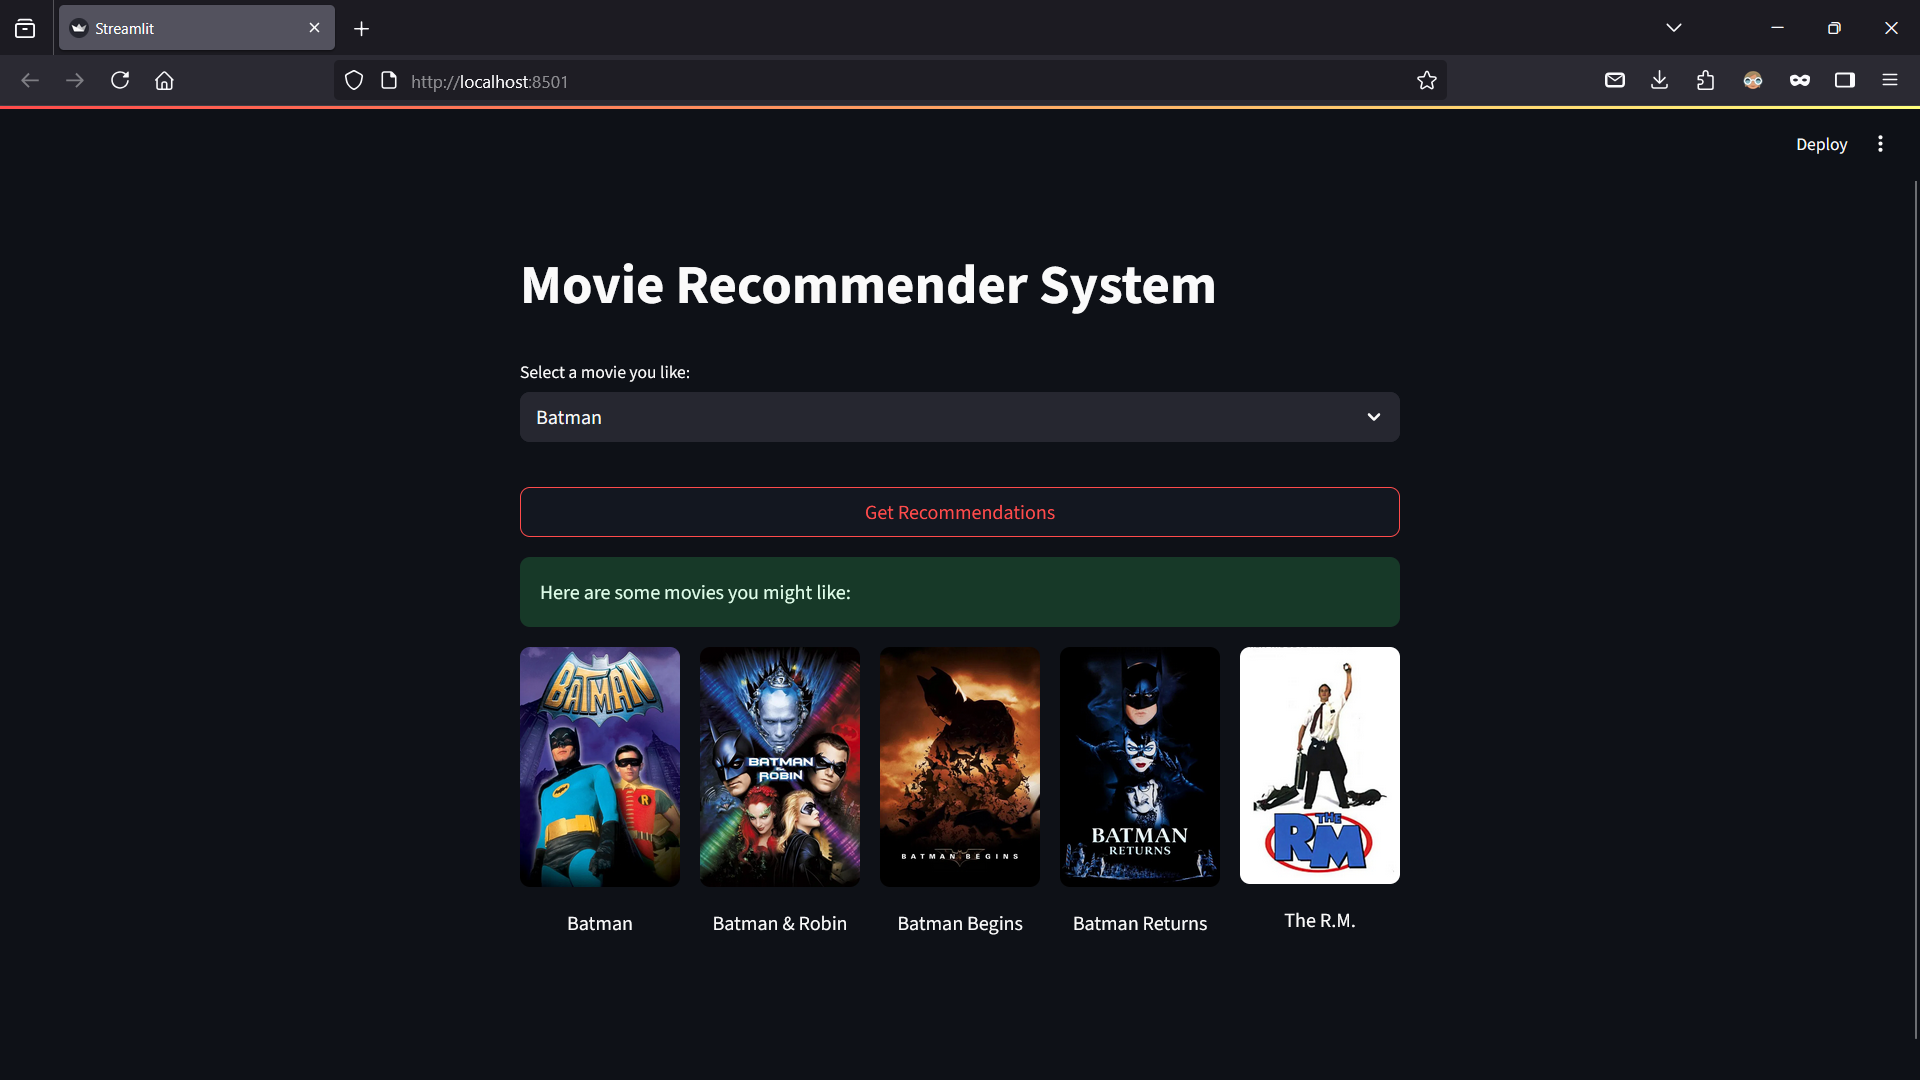 Streamlit
http://localhost:8501
Deploy
Movie Recommender System
Select a movie you like:
Batman
Get Recommendations
Here are some movies you might like:
BATMAN
R
BATMAN
&
ROBIN
BATMAN BEGINS
BATMAN
RETURNS
THE
RM
Batman
Batman & Robin
Batman Begins
Batman Returns
The R.M.